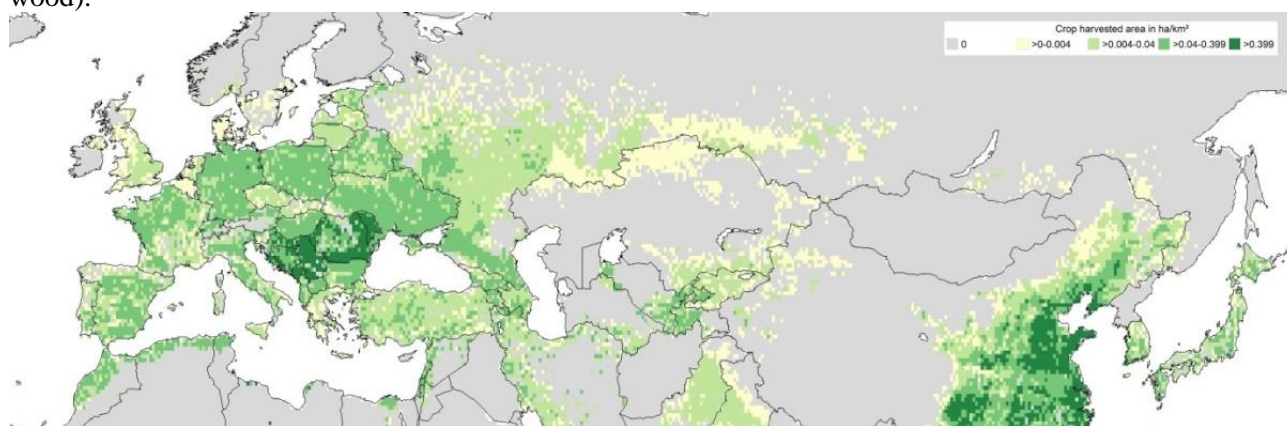 wood).
Crop harvested area in ha/km²
0 >0-0.004 >0.004-0.04 >0.04-0.399 >0.399